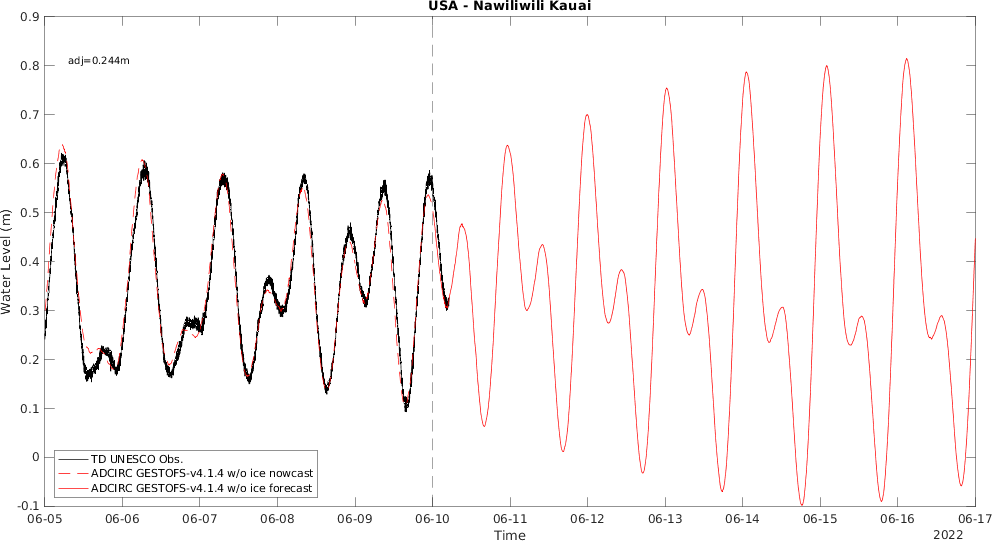 USA - Nawiliwili Kauai
0.9
0.8
adj=0.244m
0.7
0.6
0.5
Water Level (m)
0.4
0.3
0.2
0.1
TD UNESCO Obs.
0
ADCIRC GESTOFS-v4.1.4 w/o ice nowcast
ADCIRC GESTOFS-v4.1.4 w/o ice forecast
-0.1
06-05 06-06 06-07 06-08 06-09 06-10 06-11 06-12 06-13 06-14 06-15 06-16 06-17
Time
2022